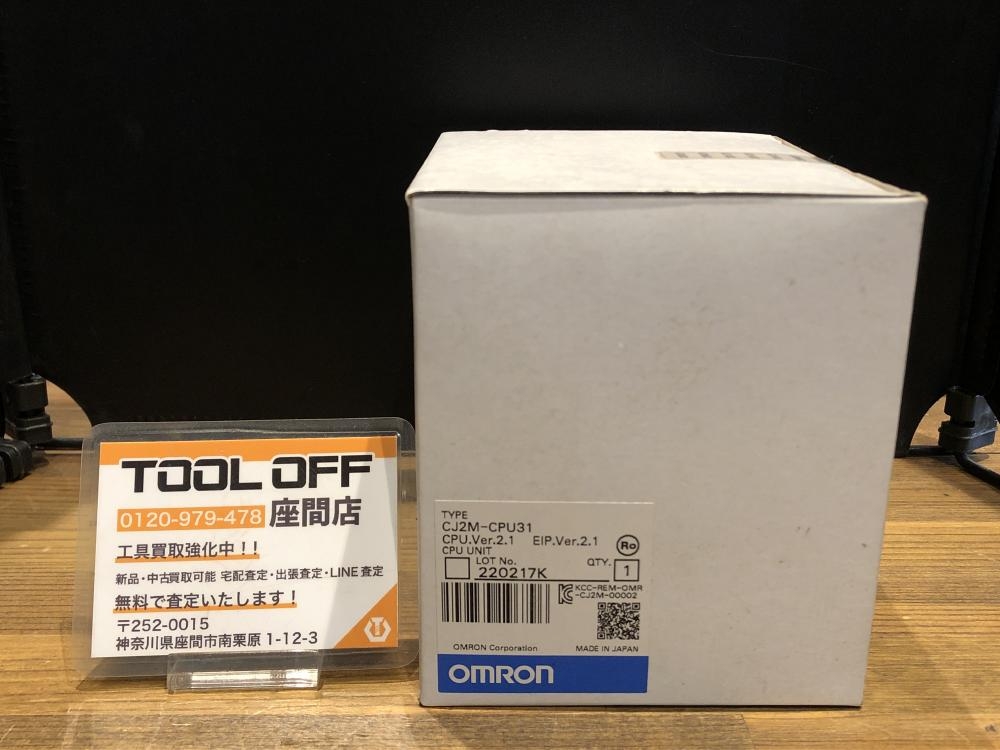 TOOL OFF
0120-979-478 座間店
工具買取強化中！！
新品・中古買取可能 宅配査定・出張査定・LINE査定
無料で査定いたします！
〒252-0015
神奈川県座間市南栗原 1-12-3
TYPE
CJ2M-CPU31
CPU.Ver.2.1 EIP.Ver.2.1
CPU UNIT
Ro
LOT No. QTY.
220217K 1
KCC-REM-OMR
-CJ2M-00002
OMRON Corporation MADE IN JAPAN
OMRON